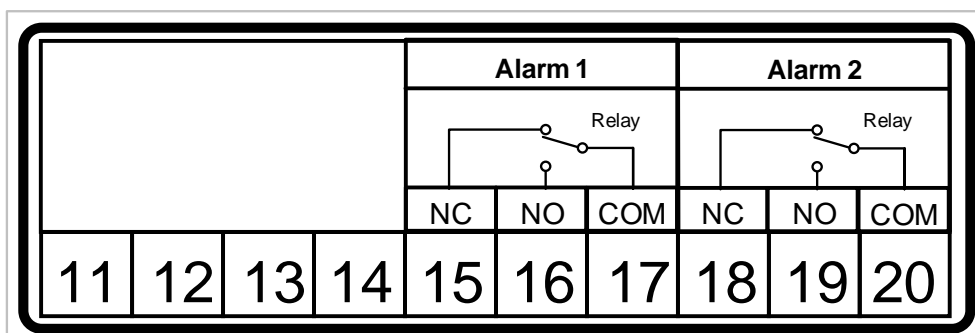 Alarm 1 Alarm 2
Relay Relay
NC NO COM NC NO COM
11 12 13 14 15 16 17 18 19 20